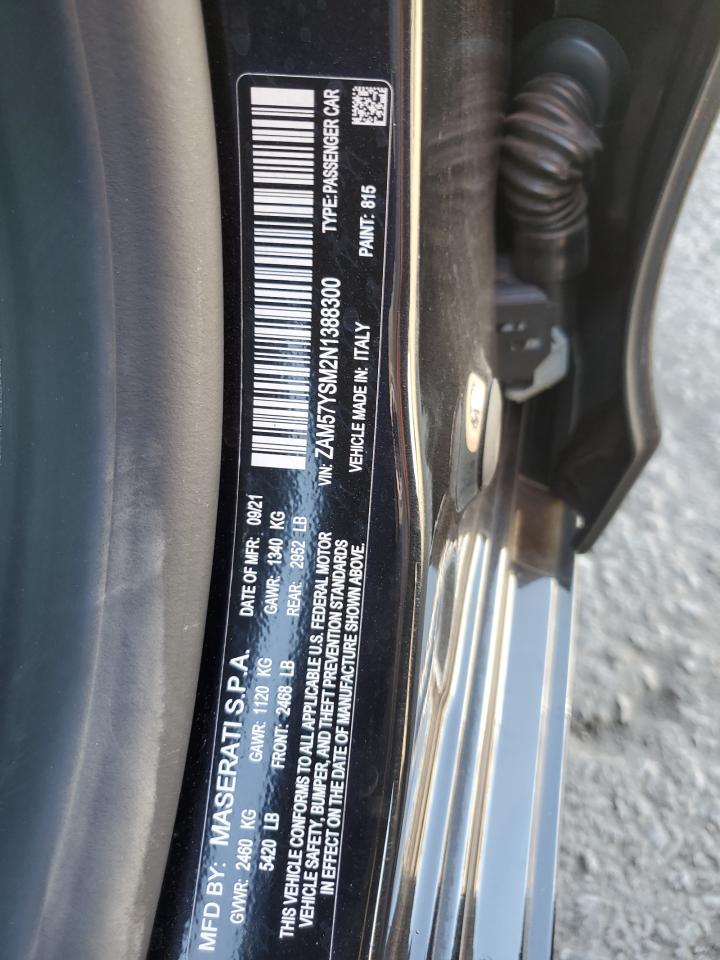 MFD BY: MASERATI S.P.A. DATE OF MFR: 09/21
GVWR: 2460 KG GAWR: 1120 KG GAWR: 1340 KG
5420 LB FRONT: 2468 LB REAR: 2952 LB
THIS VEHICLE CONFORMS TO ALL APPLICABLE U.S. FEDERAL MOTOR
VEHICLE SAFETY, BUMPER, AND THEFT PREVENTION STANDARDS
IN EFFECT ON THE DATE OF MANUFACTURE SHOWN ABOVE.
VIN: ZAM57YSM2N1388300 TYPE: PASSENGER CAR
VEHICLE MADE IN: ITALY PAINT: 815